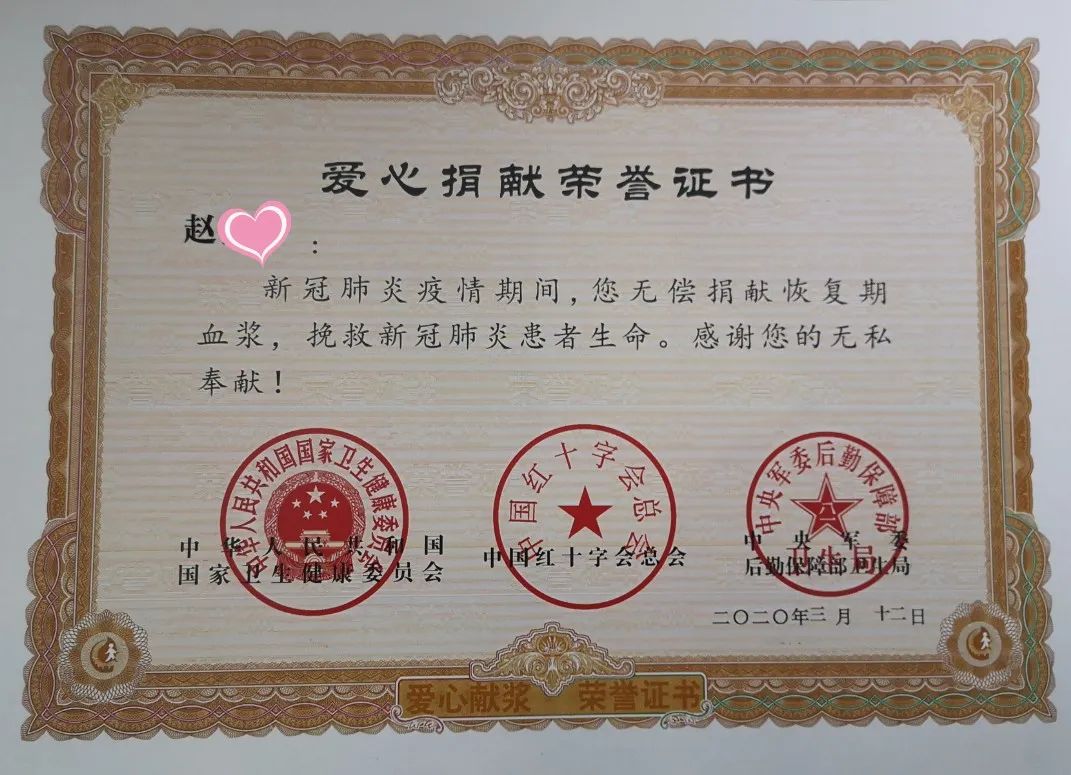 爱心捐献荣誉证书
赵 :
新冠肺炎疫情期间,您无偿捐献恢复期
血浆,挽救新冠肺炎患者生命。感谢您的无私
奉献!
中华人民共和国国家卫生健康委员会
中华人民共和国
国家卫生健康委员会
中国红十字会总会
中国红十字会总会
中央军委后勤保障部
卫生局
中央军委
后勤保障部卫生局
二〇二〇年三月 十二日
爱心献浆 荣誉证书